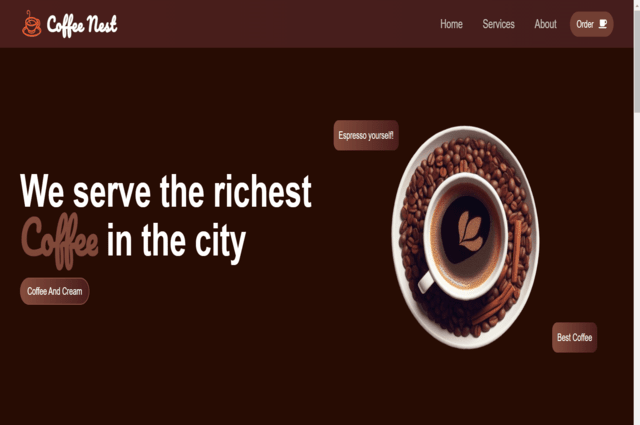 Coffee Nest
Home
Services
About
Order
Espresso yourself!
We serve the richest
Coffee in the city
Coffee And Cream
Best Coffee